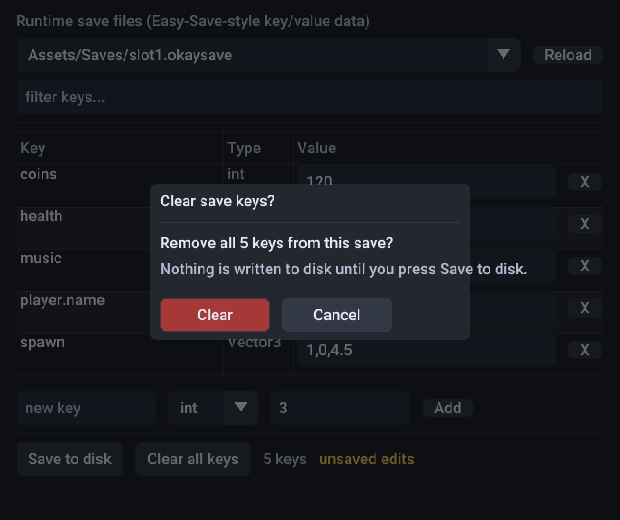 Runtime save files (Easy-Save-style key/value data)
Assets/Saves/slot1.okaysave Reload
filter keys...
Key Type Value
coins int 120 X
Clear save keys?
health X
Remove all 5 keys from this save?
music X
Nothing is written to disk until you press Save to disk.
player.name X
Clear Cancel
spawn Vector3 1,0,4.5 X
new key int 3 Add
Save to disk Clear all keys 5 keys unsaved edits